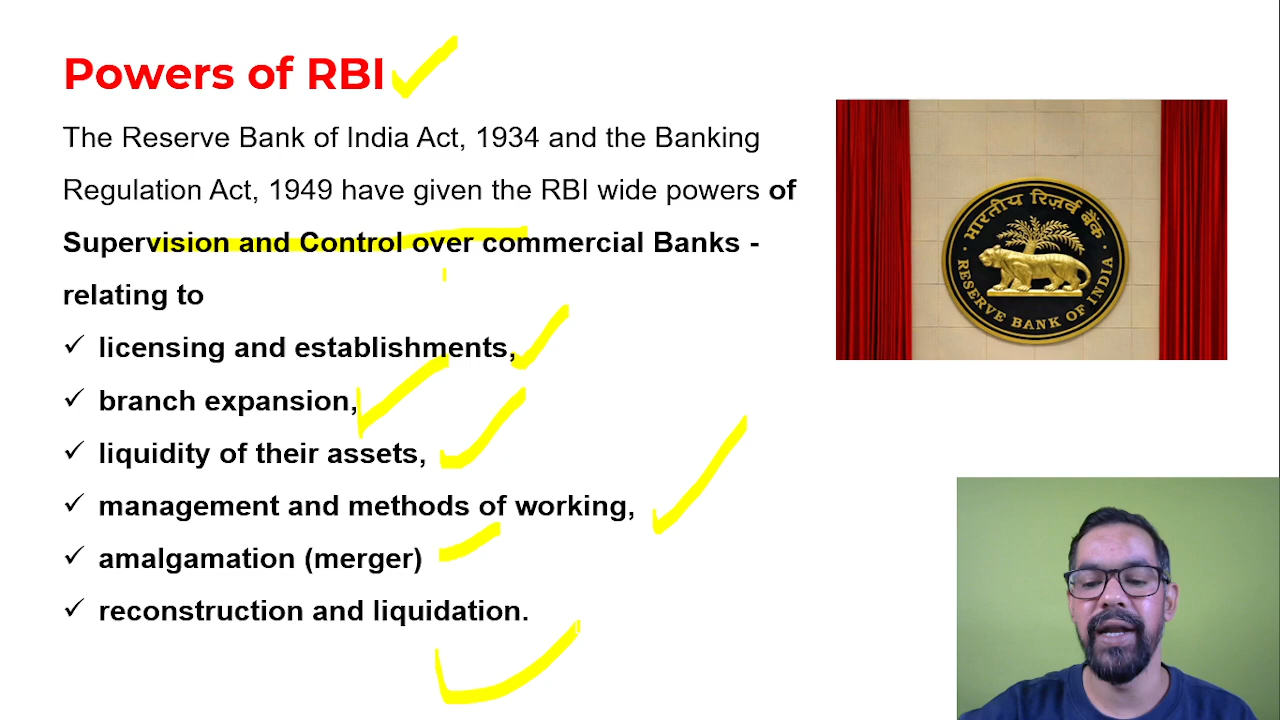 Powers of RBI
The Reserve Bank of India Act, 1934 and the Banking
Regulation Act, 1949 have given the RBI wide powers of
Supervision and Control over commercial Banks -
relating to
✓ licensing and establishments,
✓ branch expansion,
✓ liquidity of their assets,
✓ management and methods of working,
✓ amalgamation (merger)
✓ reconstruction and liquidation.
भारतीय रिज़र्व बैंक
RESERVE BANK OF INDIA